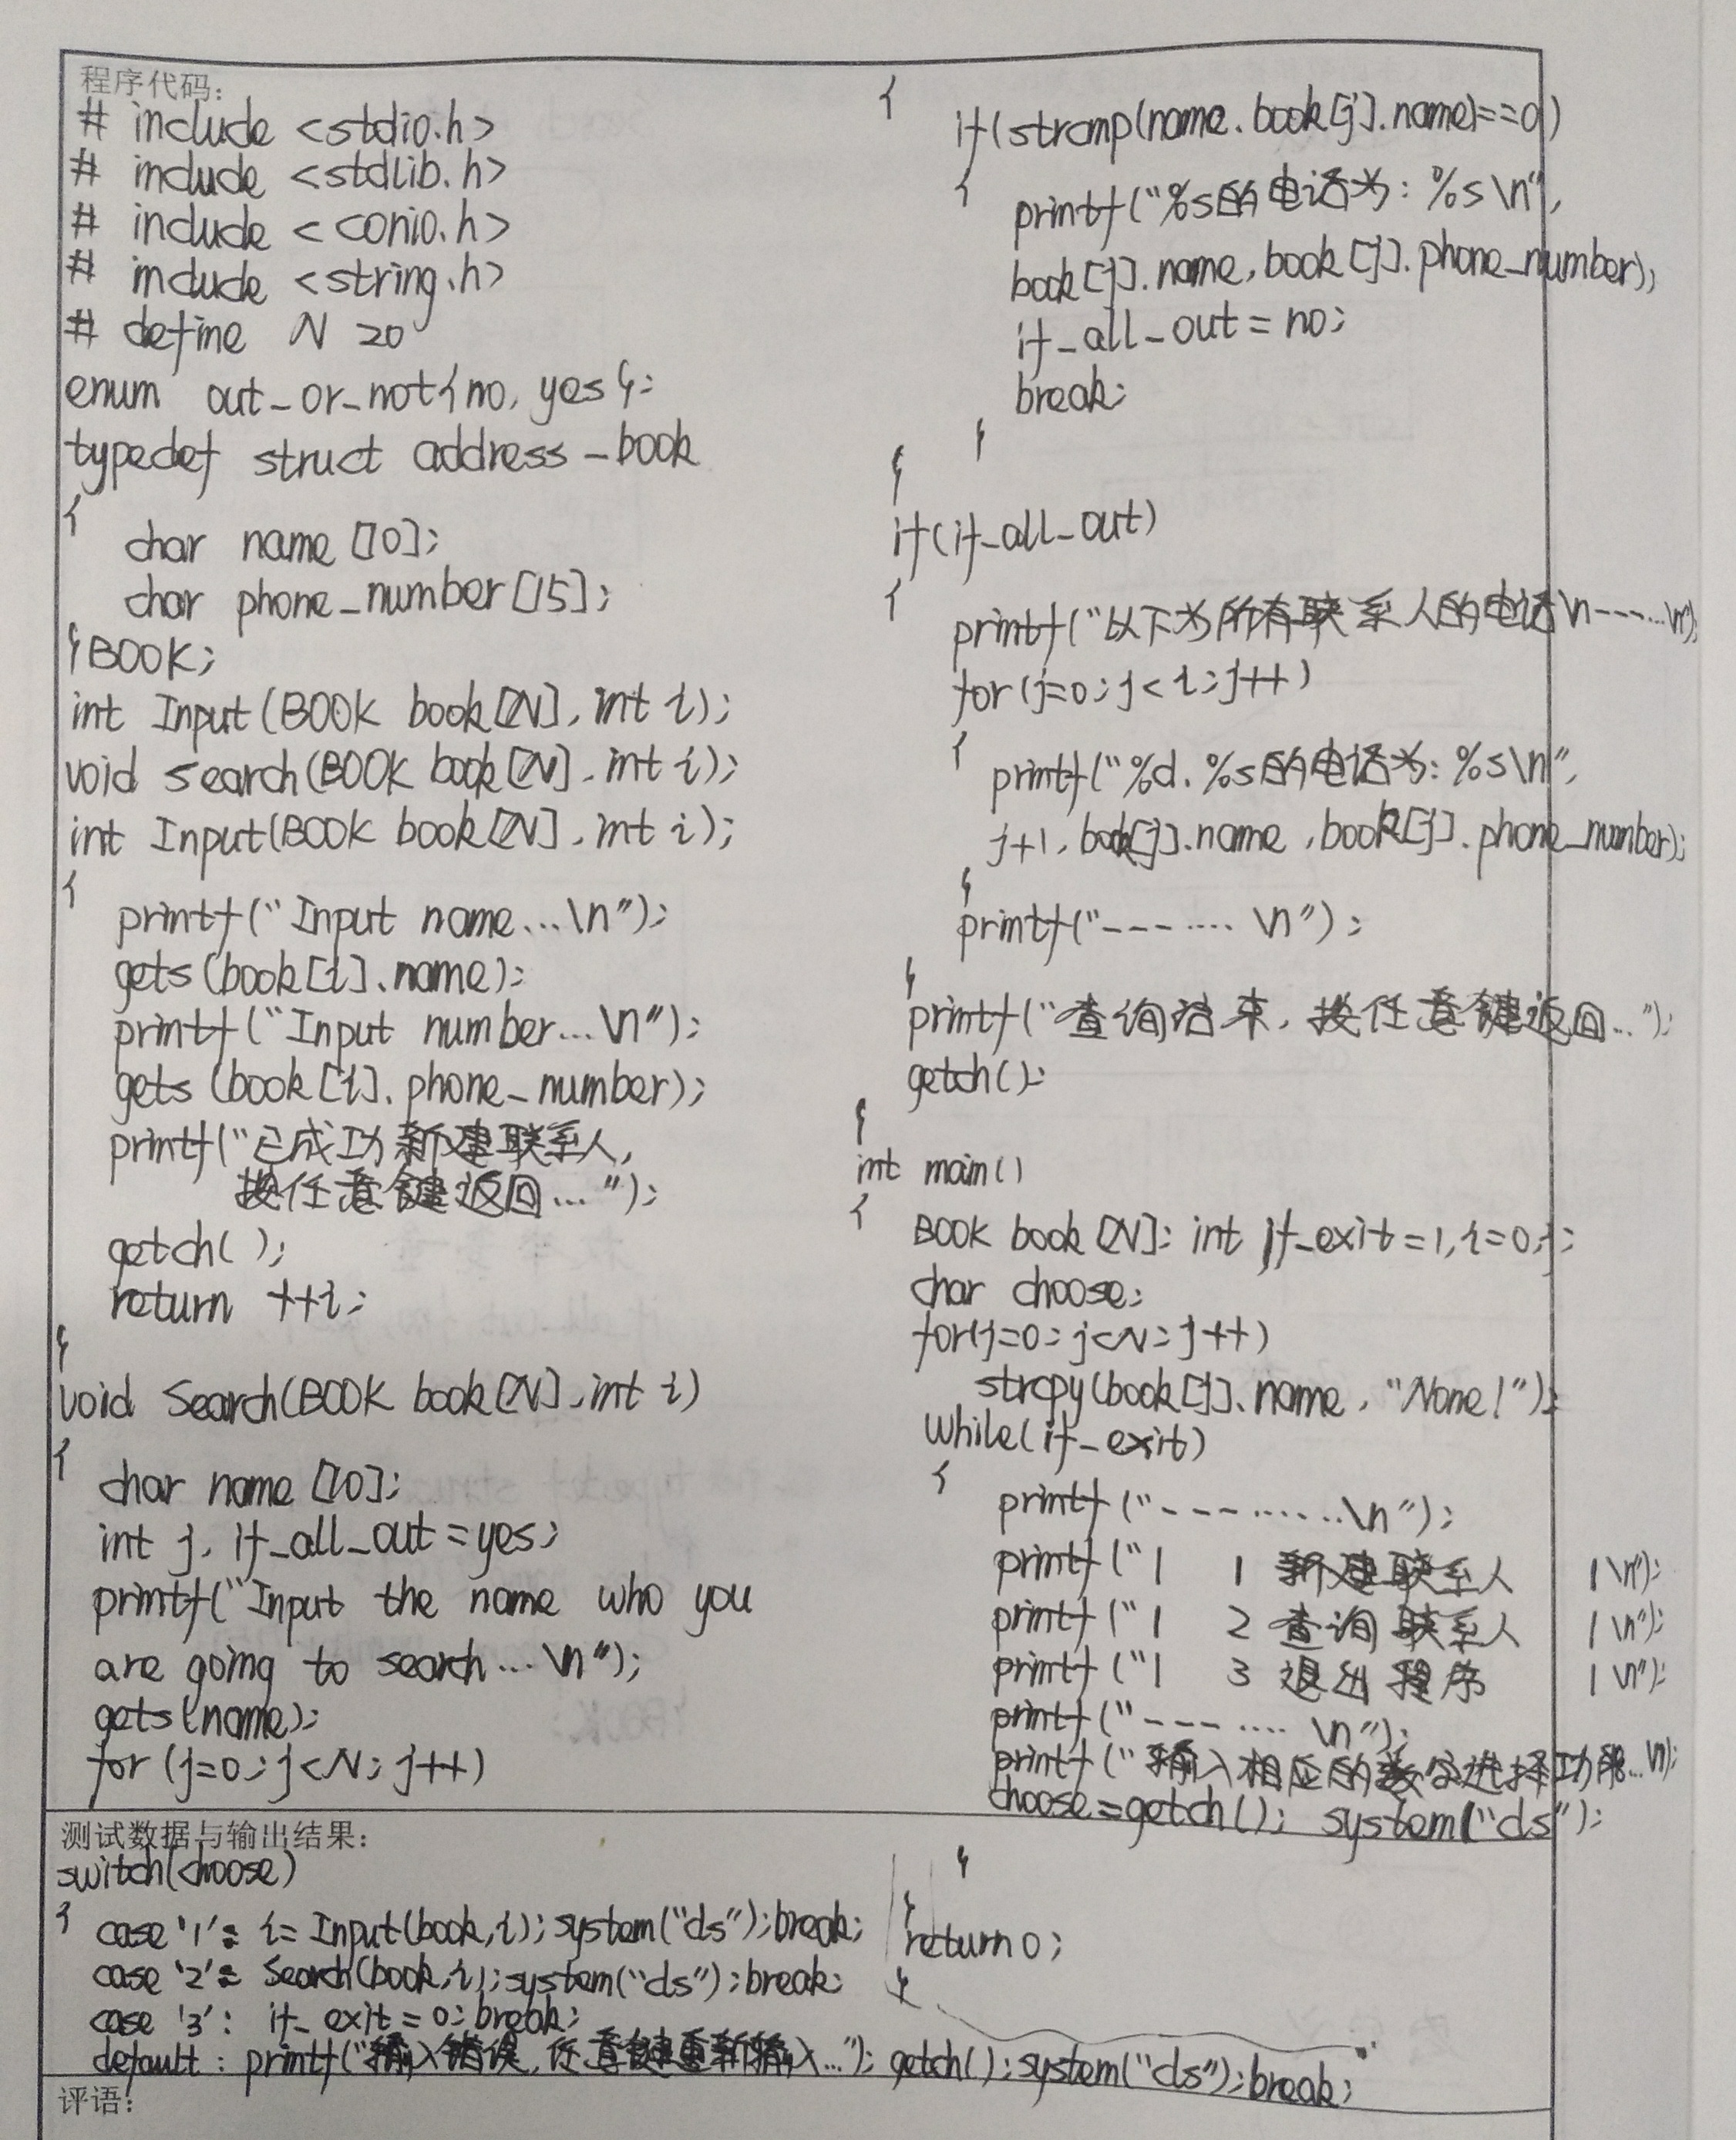 程序代码:
# include <stdio.h>
# include <stdlib.h>
# include <conio.h>
# include <string.h>
# define N 20
enum out_or_not{no, yes};
typedef struct address_book
{
char name [10];
char phone_number[15];
}BOOK;
int Input(BOOK book[N], int i);
void search(BOOK book[N], int i);
int Input(BOOK book[N], int i);
{
printf("Input name...\n");
gets(book[i].name);
printf("Input number...\n");
gets (book[i].phone_number);
printf("已成功新建联系人,
按任意键返回...");
getch( );
return ++i;
}
void Search(BOOK book[N], int i)
{
char name [10];
int j, if_all_out=yes;
printf("Input the name who you
are going to search...\n");
gets(name);
for (j=0;j<N;j++)
{
if(strcmp(name, book[j].name)==0)
{
printf("%s的电话为: %s\n",
book[j].name, book[j].phone_number);
if_all_out = no;
break;
}
}
if(if_all_out)
{
printf("以下为所有联系人的电话\n---...\n");
for(j=0;j<i;j++)
{
printf("%d. %s的电话为: %s\n",
j+1, book[j].name, book[j].phone_number);
}
printf("---.... \n");
}
printf("查询结束, 按任意键返回...");
getch();
}
int main()
{
BOOK book[N]; int if_exit=1,i=0,j;
char choose;
for(j=0;j<N;j++)
strcpy(book[j].name, "None!");
while(if_exit)
{
printf("---......\n");
printf("| 1 新建联系人 |\n");
printf("| 2 查询联系人 |\n");
printf("| 3 退出程序 |\n");
printf("---.... \n");
printf("输入相应的数字选择功能...\n");
choose=getch(); system("cls");
测试数据与输出结果:
switch(choose)
{
case '1': i= Input(book,i);system("cls");break;
case '2': Search(book,i);system("cls");break;
case '3': if_exit=0;break;
default: printf("输入错误,任意键重新输入..."); getch();system("cls");break;
}
}
return 0;
}
评语: